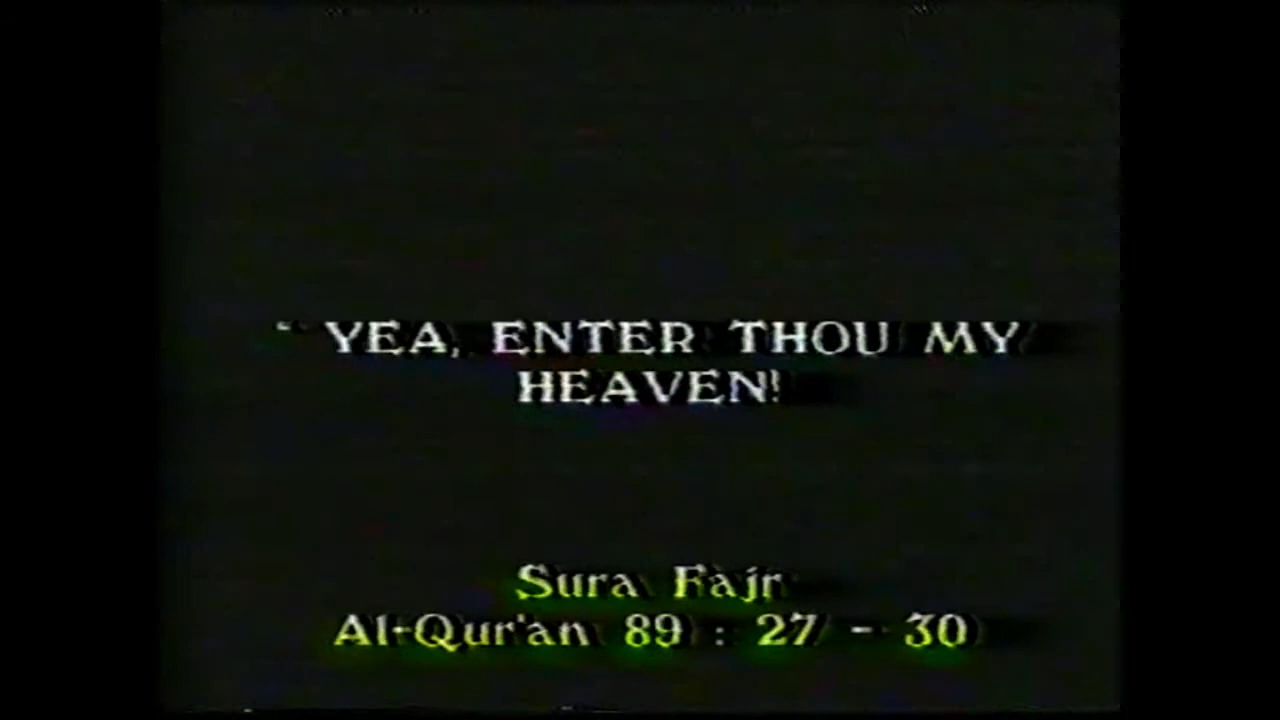 " YEA, ENTER THOU MY
HEAVEN!
Sura Fajr
Al-Qur'an 89 : 27 - 30